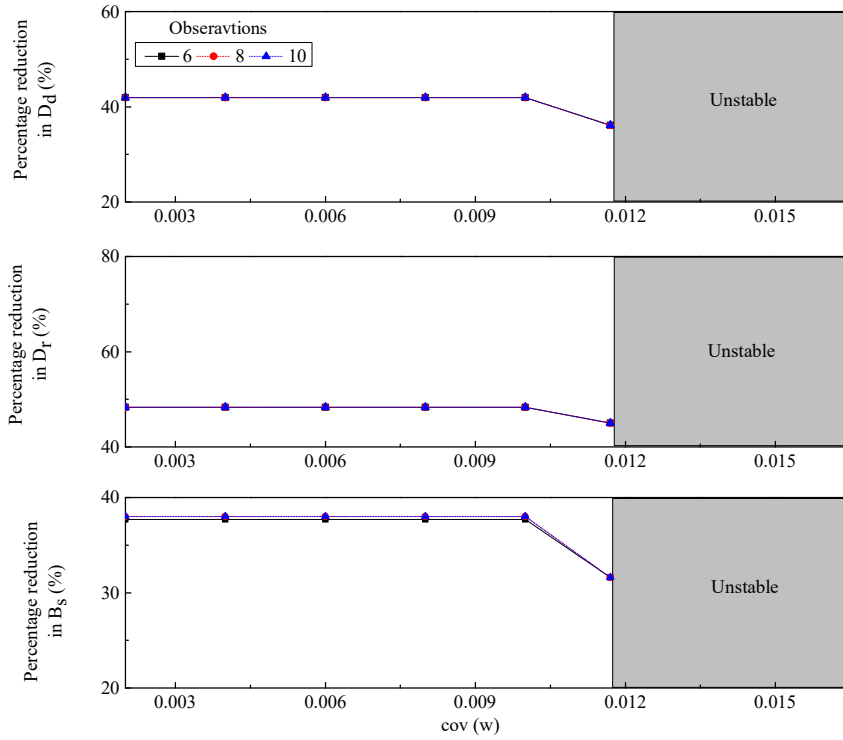 Obseravtions
6 8 10
Percentage reduction
in Dd (%)
60
40
20
Unstable
0.003 0.006 0.009 0.012 0.015
Percentage reduction
in Dr (%)
80
60
40
Unstable
0.003 0.006 0.009 0.012 0.015
Percentage reduction
in Bs (%)
40
30
20
Unstable
0.003 0.006 0.009 0.012 0.015
cov (w)